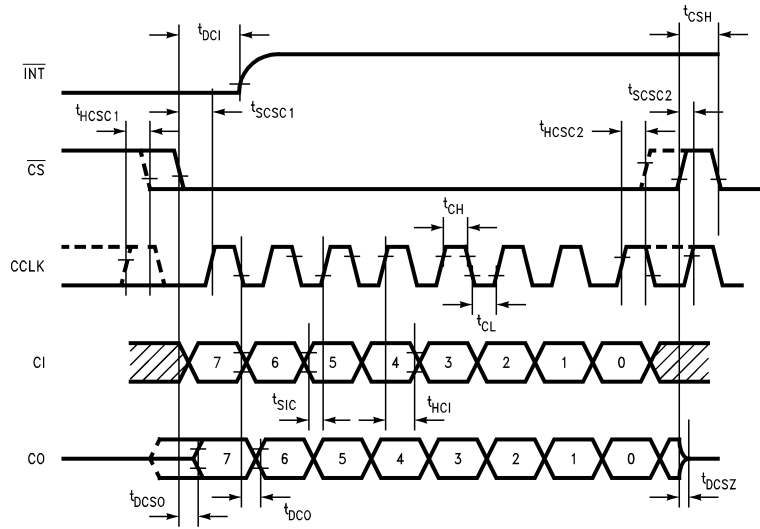 tDCI
tCSH
INT
tHCSC1
tSCSC1
tHCSC2
tSCSC2
CS
tCH
CCLK
tCL
CI
7 6 5 4 3 2 1 0
tSIC
tHCI
CO
7 6 5 4 3 2 1 0
tDCSO
tDCO
tDCSZ